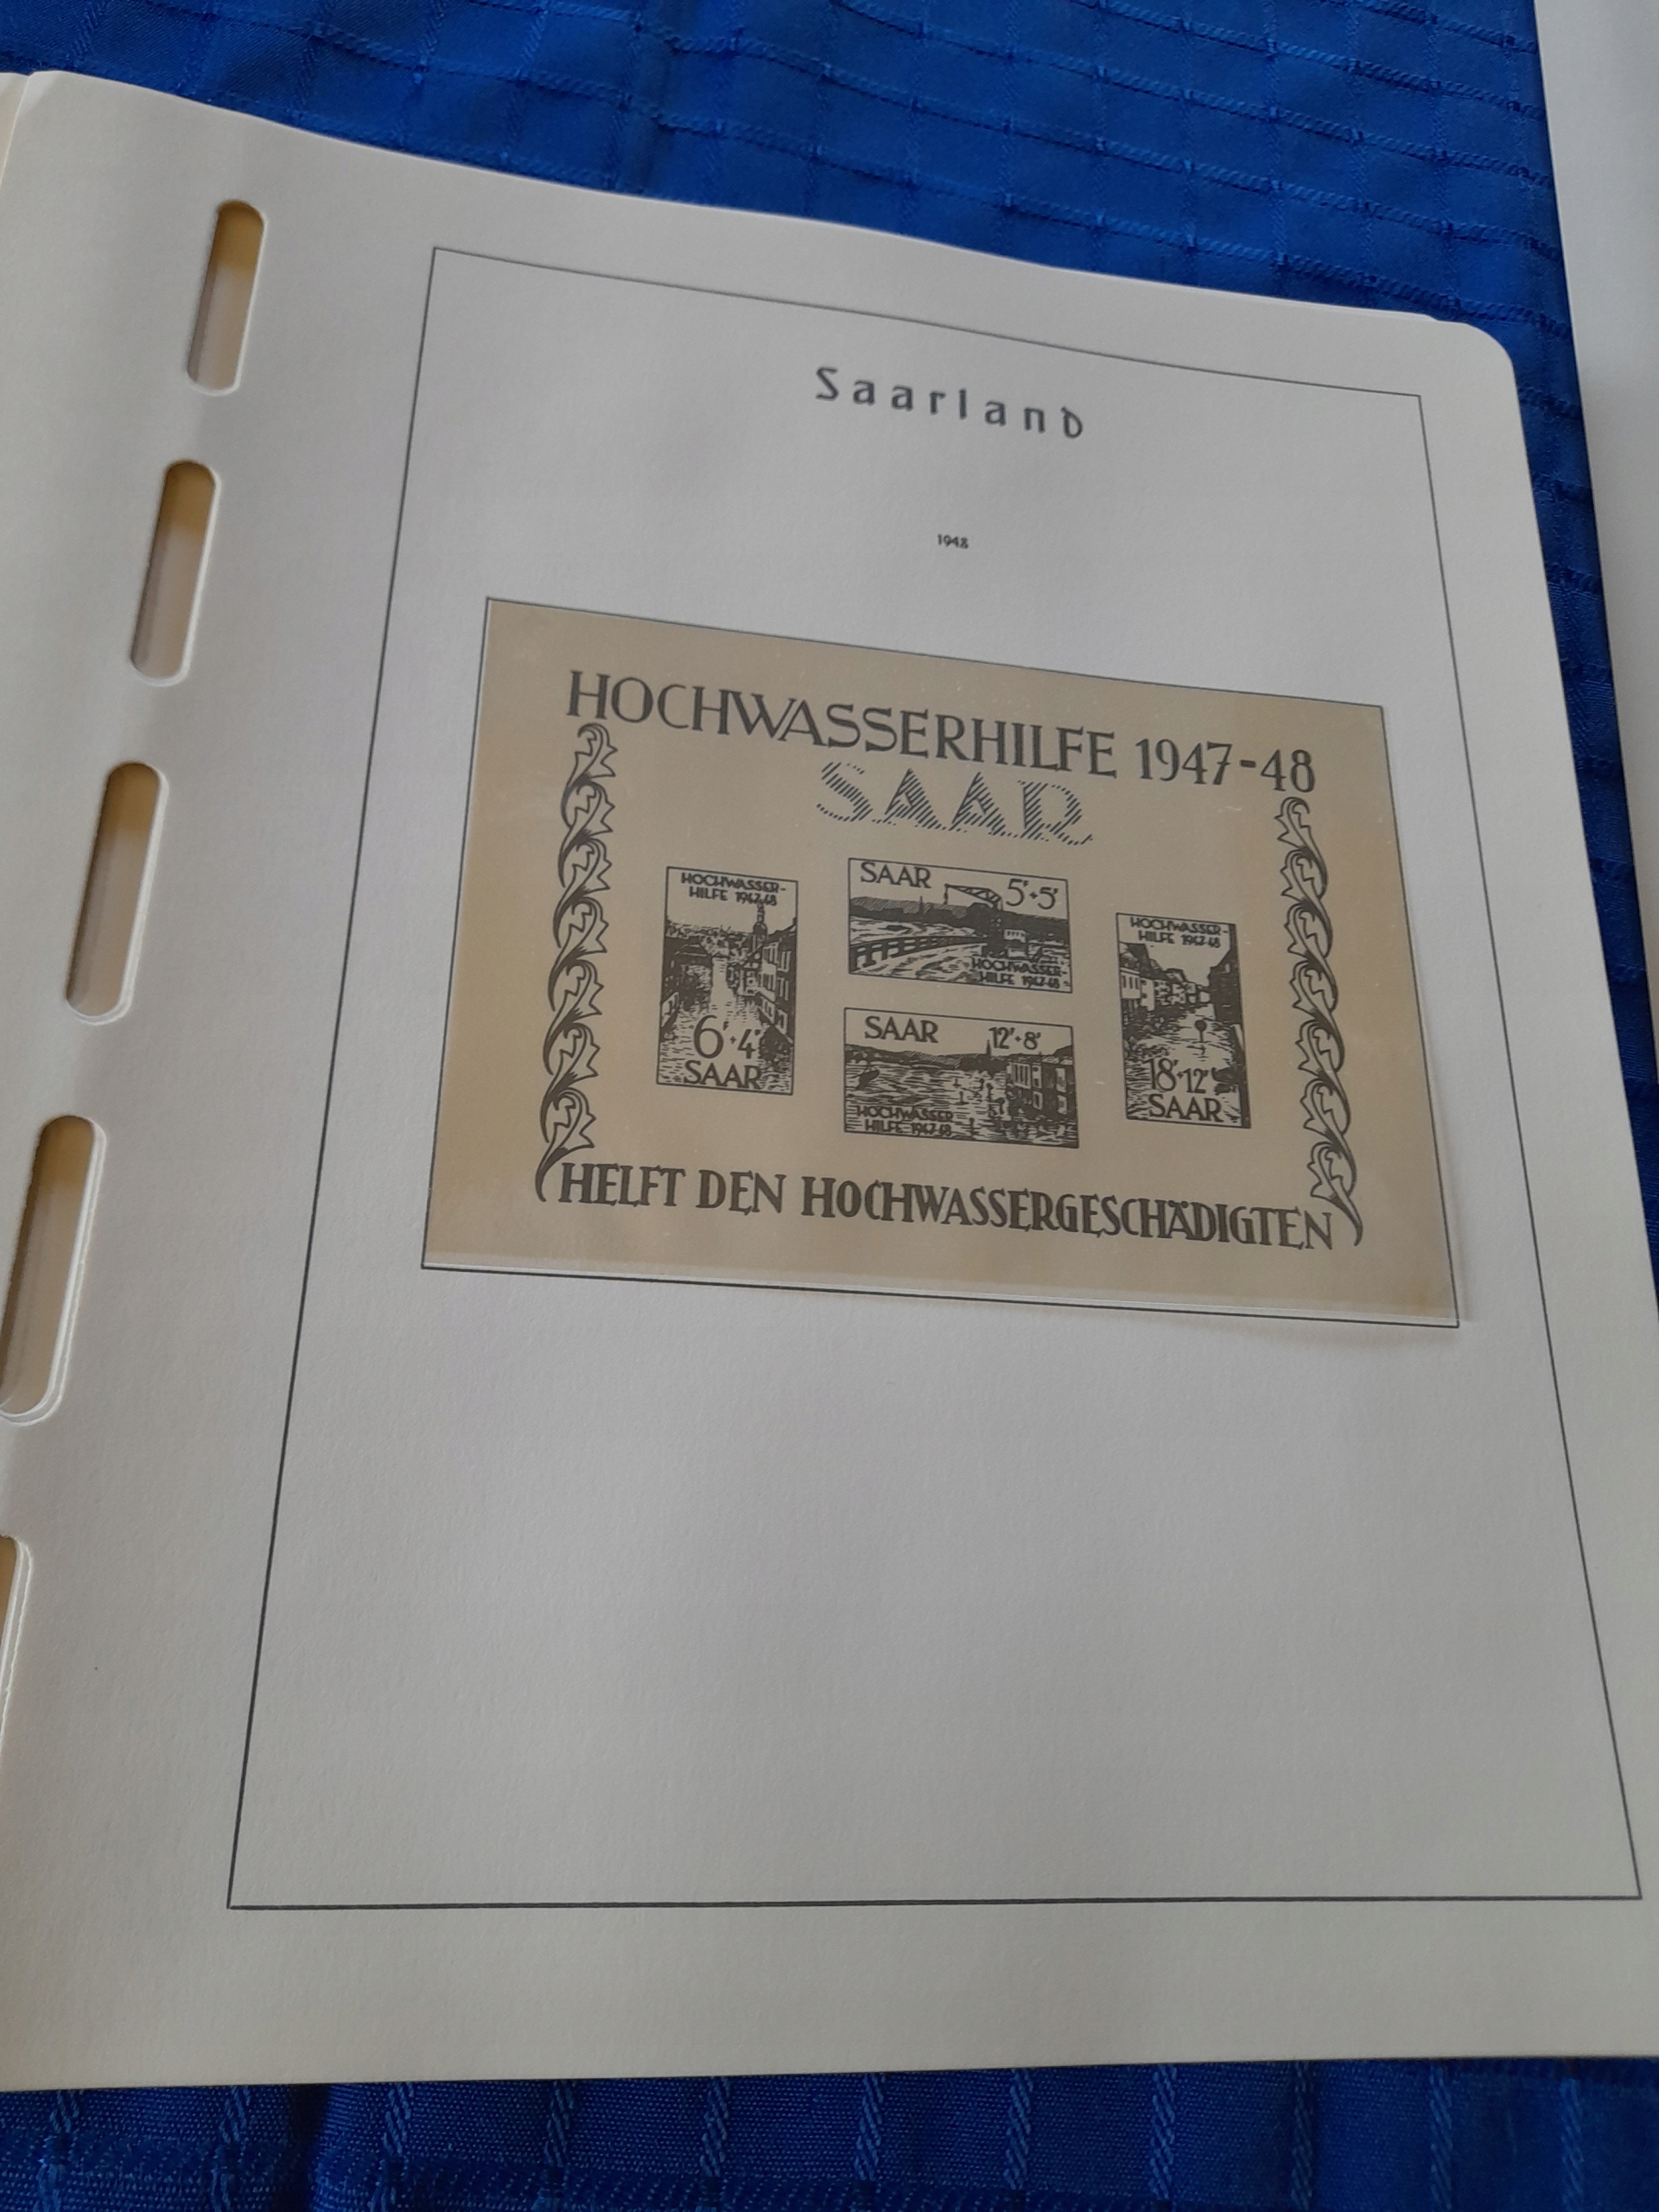 Saarland
1948
HOCHWASSERHILFE 1947-48
SAAR
HOCHWASSER-
HILFE 1947-48
6F+4F
SAAR
SAAR 5F+5F
HOCHWASSER-
HILFE 1947-48
SAAR 12F+8F
HOCHWASSER
HILFE-1947-48
HOCHWASSER-
HILFE 1947-48
18F+12F
SAAR
HELFT DEN HOCHWASSERGESCHÄDIGTEN